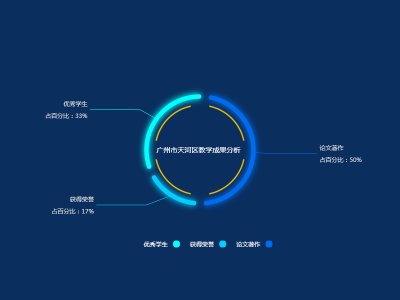 优秀学生
占百分比：33%
广州市天河区教学成果分析
论文著作
占百分比：50%
获得荣誉
占百分比：17%
优秀学生 获得荣誉 论文著作